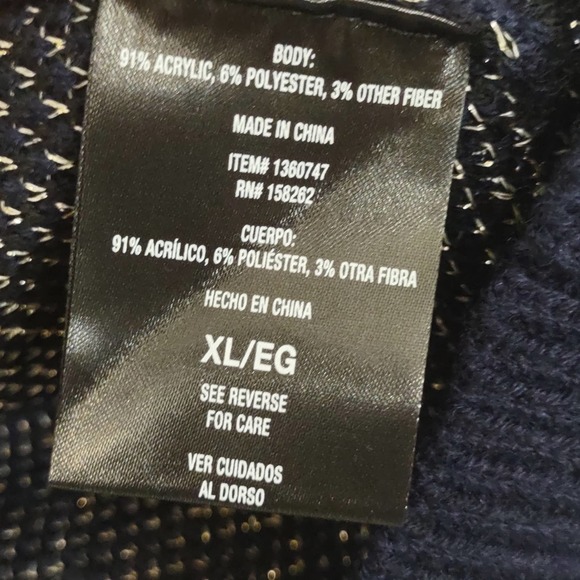 BODY:
91% ACRYLIC, 6% POLYESTER, 3% OTHER FIBER
MADE IN CHINA
ITEM# 1360747
RN# 158262
CUERPO:
91% ACRÍLICO, 6% POLIÉSTER, 3% OTRA FIBRA
HECHO EN CHINA
XL/EG
SEE REVERSE
FOR CARE
VER CUIDADOS
AL DORSO